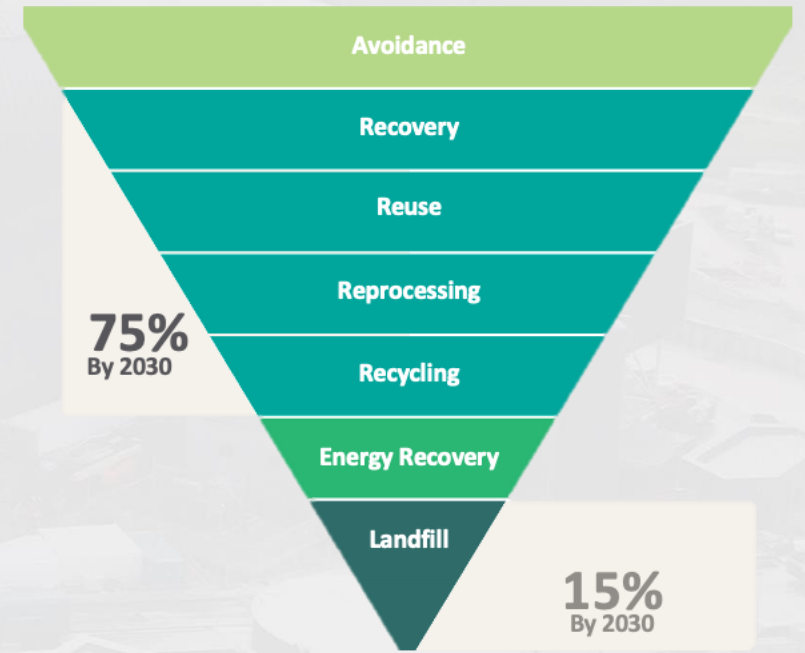 Avoidance
Recovery
Reuse
Reprocessing
75%
By 2030
Recycling
Energy Recovery
Landfill
15%
By 2030